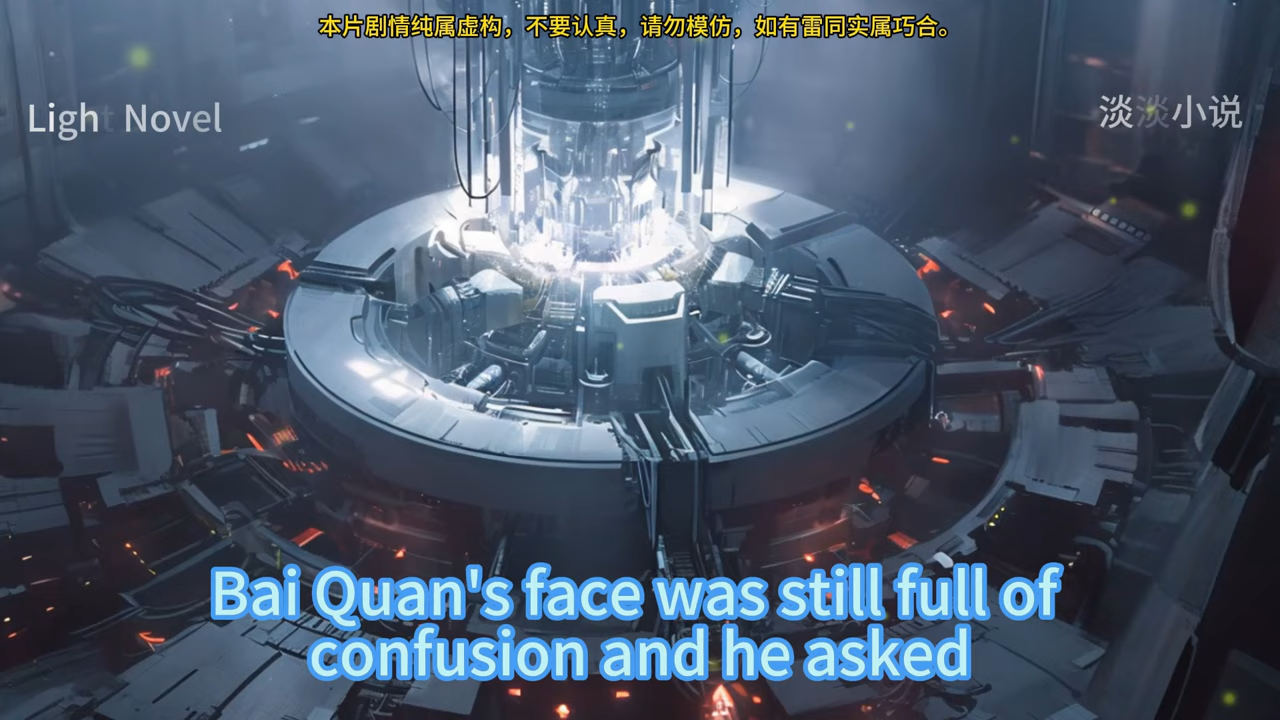 本片剧情纯属虚构，不要认真，请勿模仿，如有雷同实属巧合。
Light Novel
淡淡小说
Bai Quan's face was still full of
confusion and he asked